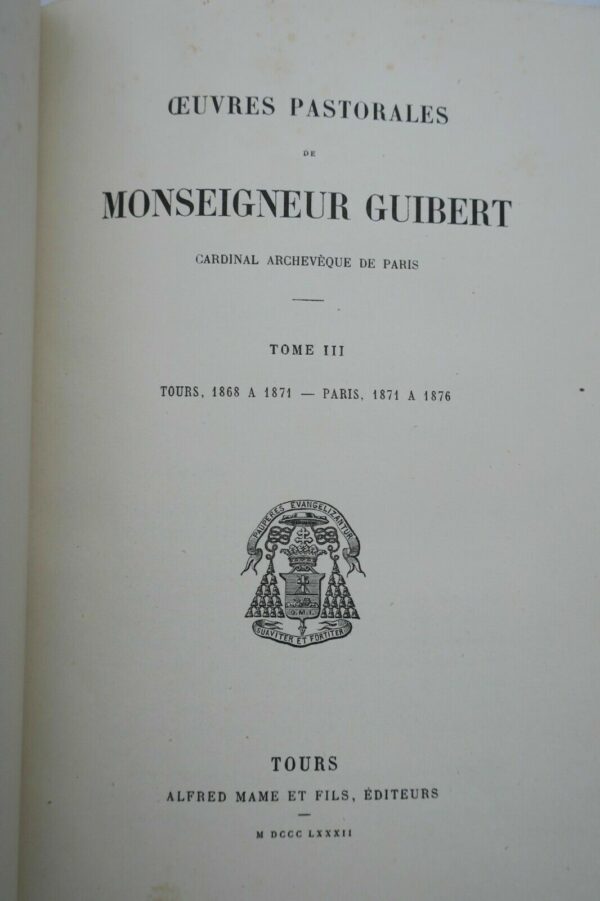 ŒUVRES PASTORALES
DE
MONSEIGNEUR GUIBERT
CARDINAL ARCHEVÊQUE DE PARIS
TOME III
TOURS, 1868 A 1871 — PARIS, 1871 A 1876
PAUPERES EVANGELIZANTUR
O.M.I.
SUAVITER ET FORTITER
TOURS
ALFRED MAME ET FILS, ÉDITEURS
M DCCC LXXXII